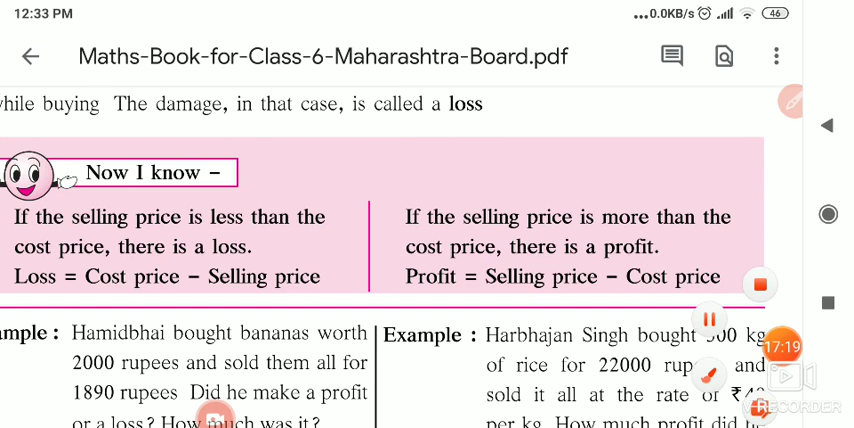 12:33 PM
...0.0KB/s
46
Maths-Book-for-Class-6-Maharashtra-Board.pdf
while buying The damage, in that case, is called a loss
Now I know –
If the selling price is less than the
cost price, there is a loss.
Loss = Cost price – Selling price
If the selling price is more than the
cost price, there is a profit.
Profit = Selling price – Cost price
ample : Hamidbhai bought bananas worth
2000 rupees and sold them all for
1890 rupees Did he make a profit
or a loss? How much was it?
Example : Harbhajan Singh bought kg
of rice for 22000 and
sold it all at the rate of
per kg. How much profit did he
17:19
RECORDER